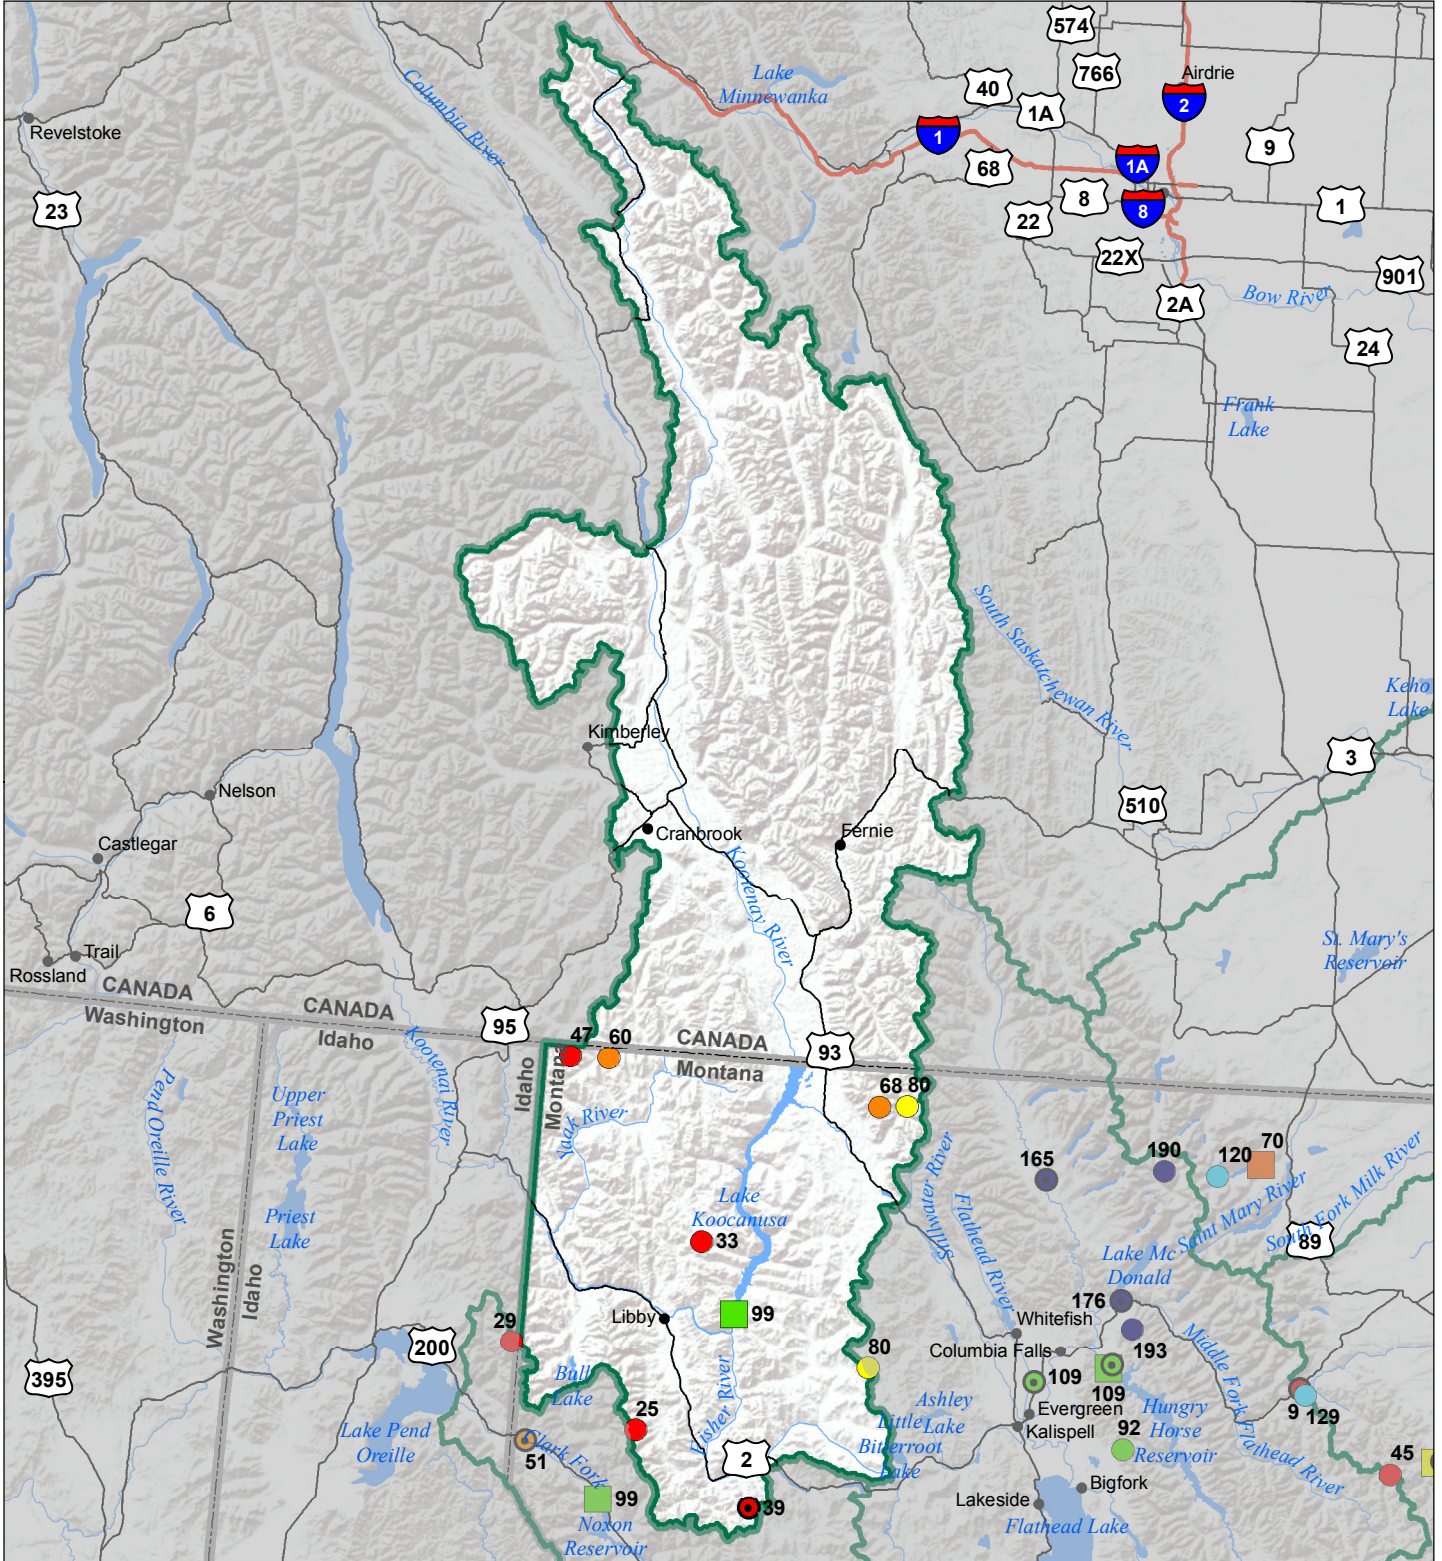 574
766
Airdrie
40
1A
2
Lake
Minnewanka
Columbia River
1
68
1A
9
Revelstoke
23
8
8
22
1
22X
901
Bow River
2A
24
Frank
Lake
South Saskatchewan River
Keho
Lake
Kimberley
3
Nelson
510
Cranbrook
Fernie
Castlegar
Kootenay River
6
Trail
Rossland
St. Mary's
Reservoir
CANADA
Washington
CANADA
Idaho
95
47
60
CANADA
Montana
93
Idaho
Montana
Kootenai River
Pend Oreille River
Upper
Priest
Lake
Yaak River
68
80
Stillwater River
Flathead River
165
190
120
70
Saint Mary River
South Fork Milk River
89
Priest
Lake
Washington
Idaho
Lake
Koocanusa
33
Lake Mc
Donald
176
Libby
99
Whitefish
193
Columbia Falls
29
200
395
80
Middle Fork Flathead River
109
109
9
129
Bull
Lake
Fisher River
25
Ashley
Lake
Little
Bitterroot
Lake
Evergreen
Kalispell
92
Hungry
Horse
Reservoir
Lake Pend
Oreille
Clark Fork
51
2
45
99
Noxon
Reservoir
39
Bigfork
Lakeside
Flathead Lake